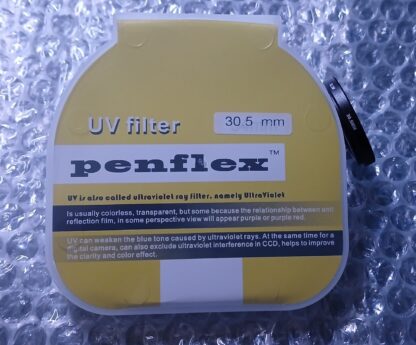 UV filter
30.5 mm
penflex™
UV is also called ultraviolet ray filter, namely UltraViolet
Is usually colorless, transparent, but some because the relationship between anti
reflection film, in some perspective view will appear purple or purple red.
UV can weakan the blue tone caused by ultraviolet rays. At the same time for a
digital camera, can also exclude ultraviolet interference in CCD, helps to improve
the clarity and color effect.